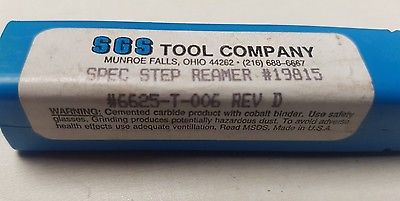 SGS TOOL COMPANY
MUNROE FALLS, OHIO 44262 • (216) 688-6667
SPEC STEP REAMER #19815
#6625-T-006 REV D
WARNING: Cemented carbide product with cobalt binder. Use safety
glasses. Grinding produces potentially hazardous dust. To avoid adverse
health effects use adequate ventilation. Read MSDS. Made in U.S.A.